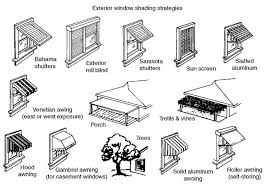 Exterior window shading strategies
Bahama
shutters
Exterior
roll blind
Sarasota
shutters
Sun screen
Slatted
aluminum
Venetian awning
(east or west exposure)
Porch
Trellis & vines
Hood
awning
Gambrel awning
(for casement windows)
Trees
Solid aluminum
awning
Roller awning
(self-storing)